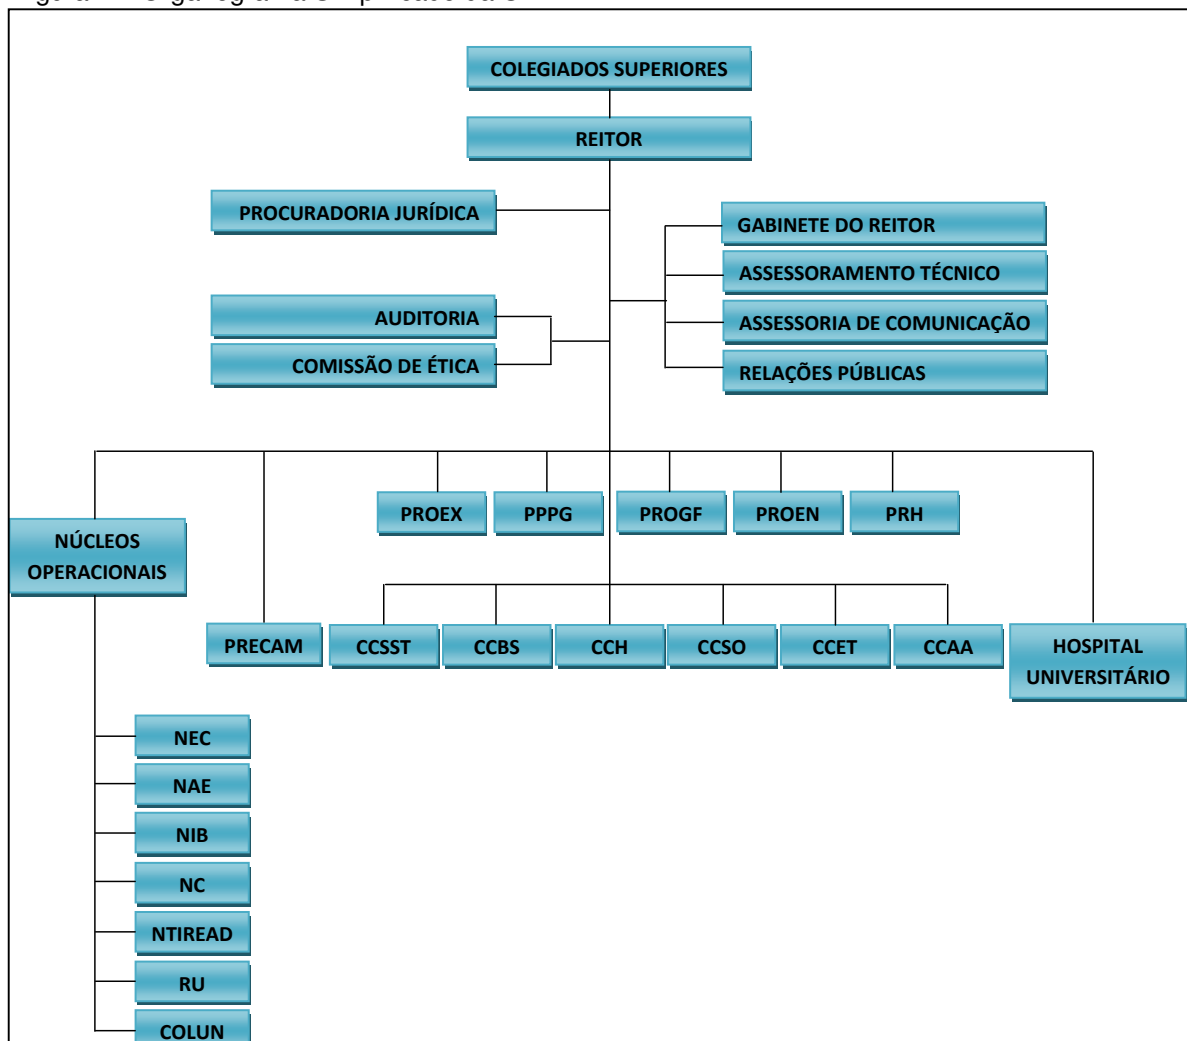 COLEGIADOS SUPERIORES
REITOR
PROCURADORIA JURÍDICA
GABINETE DO REITOR
ASSESSORAMENTO TÉCNICO
AUDITORIA
ASSESSORIA DE COMUNICAÇÃO
COMISSÃO DE ÉTICA
RELAÇÕES PÚBLICAS
PROEX
PPPG
PROGF
PROEN
PRH
NÚCLEOS
OPERACIONAIS
PRECAM
CCSST
CCBS
CCH
CCSO
CCET
CCAA
HOSPITAL
UNIVERSITÁRIO
NEC
NAE
NIB
NC
NTIREAD
RU
COLUN